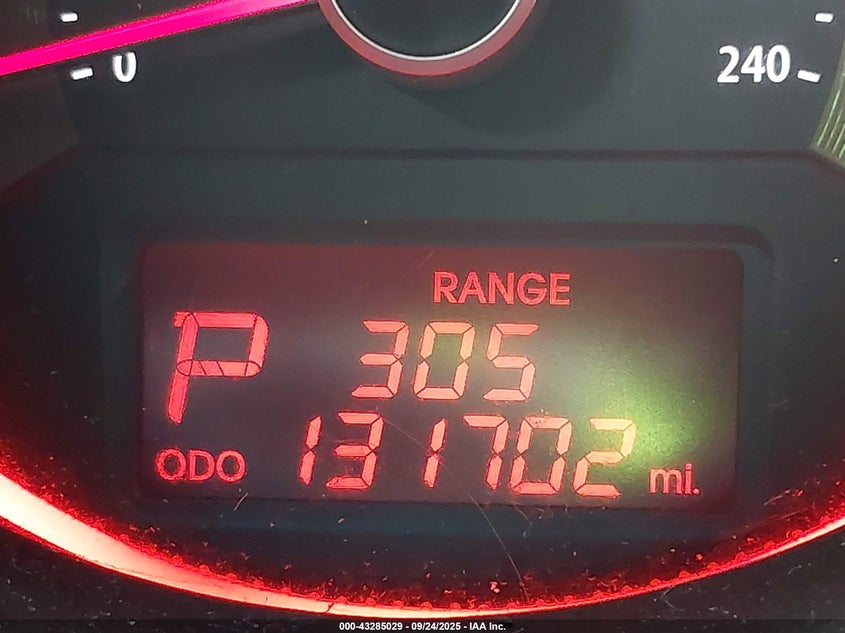 0 240
RANGE
P 305
ODO 131702 mi.
000-43285029 - 09/24/2025 - IAA Inc.